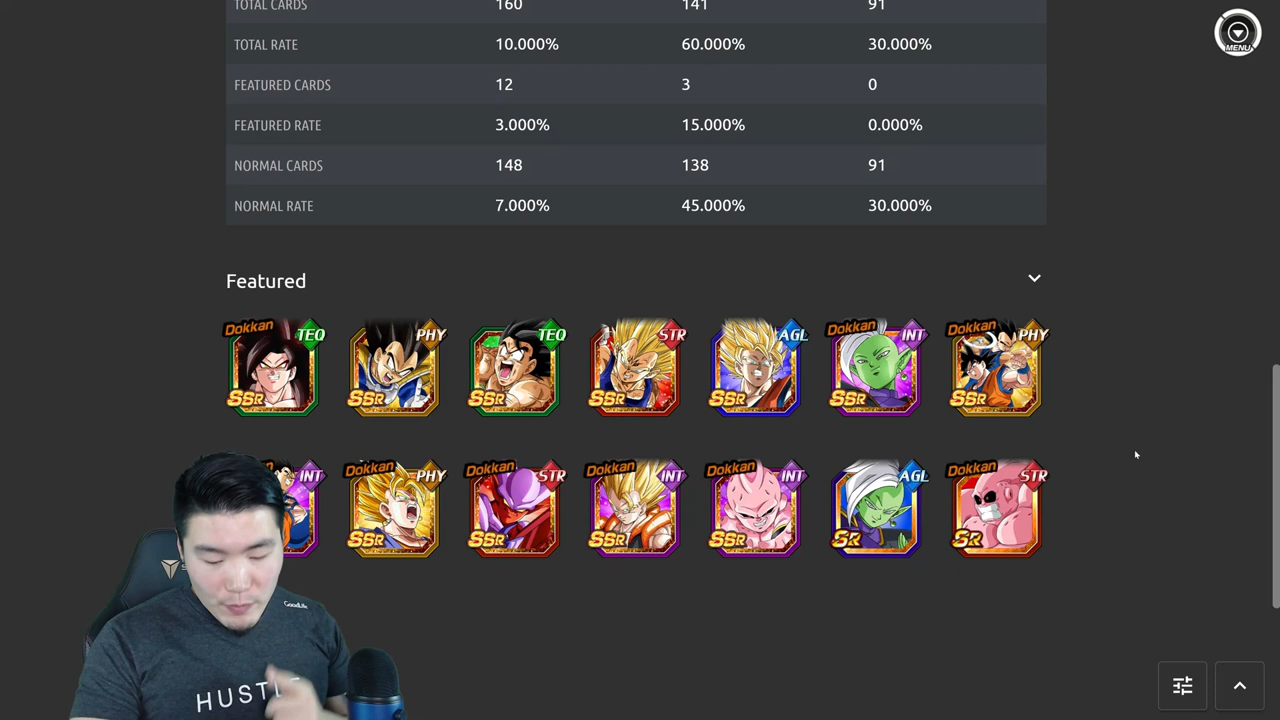 TOTAL CARDS 160 141 91
MENU
TOTAL RATE 10.000% 60.000% 30.000%
FEATURED CARDS 12 3 0
FEATURED RATE 3.000% 15.000% 0.000%
NORMAL CARDS 148 138 91
NORMAL RATE 7.000% 45.000% 30.000%
Featured
Dokkan TEQ PHY TEQ STR AGL Dokkan INT Dokkan PHY
SSR SSR SSR SSR SSR SSR SSR
INT Dokkan PHY Dokkan STR Dokkan INT Dokkan INT AGL Dokkan STR
SSR SSR SSR SSR SR SR
GoodLife
HUST